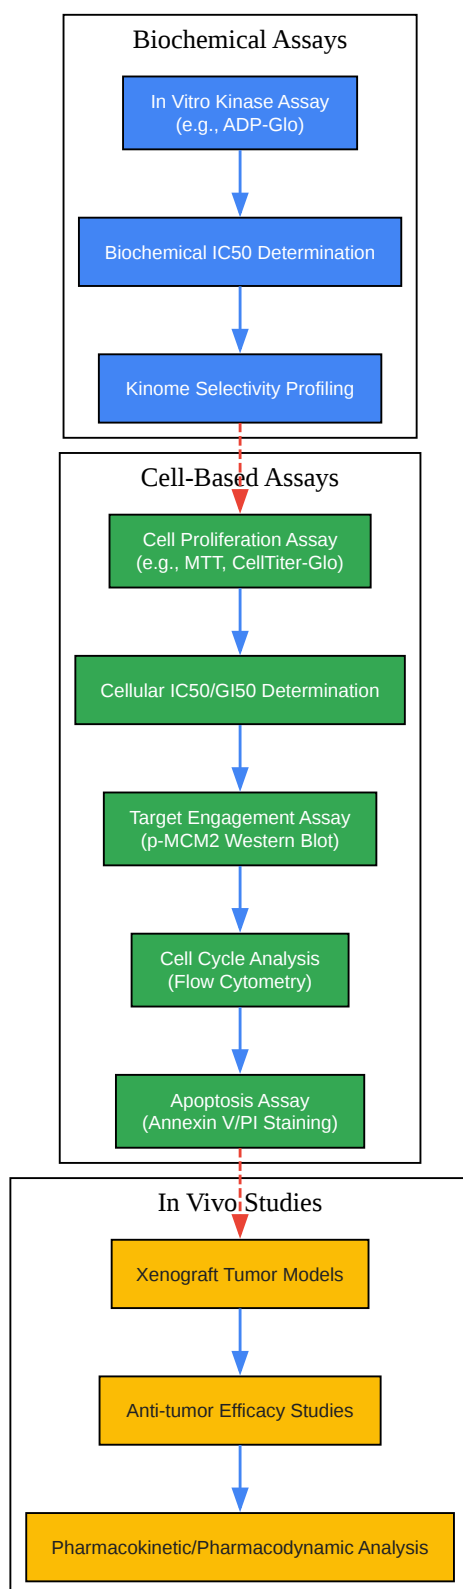 Biochemical Assays
In Vitro Kinase Assay
(e.g., ADP-Glo)
Biochemical IC50 Determination
Kinome Selectivity Profiling
Cell-Based Assays
Cell Proliferation Assay
(e.g., MTT, CellTiter-Glo)
Cellular IC50/GI50 Determination
Target Engagement Assay
(p-MCM2 Western Blot)
Cell Cycle Analysis
(Flow Cytometry)
Apoptosis Assay
(Annexin V/PI Staining)
In Vivo Studies
Xenograft Tumor Models
Anti-tumor Efficacy Studies
Pharmacokinetic/Pharmacodynamic Analysis